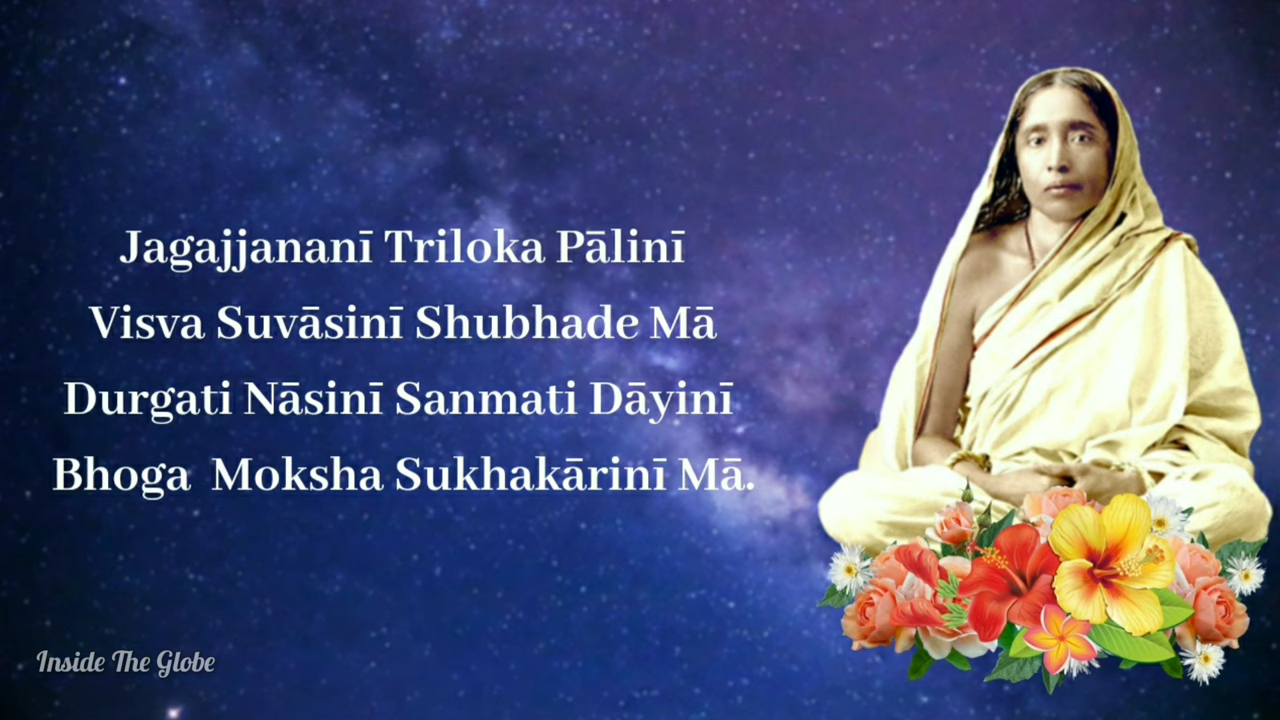 Jagajjananī Triloka Pālinī
Visva Suvāsinī Shubhade Mā
Durgati Nāsinī Sanmati Dāyinī
Bhoga  Moksha Sukhakārinī Mā.
Inside The Globe